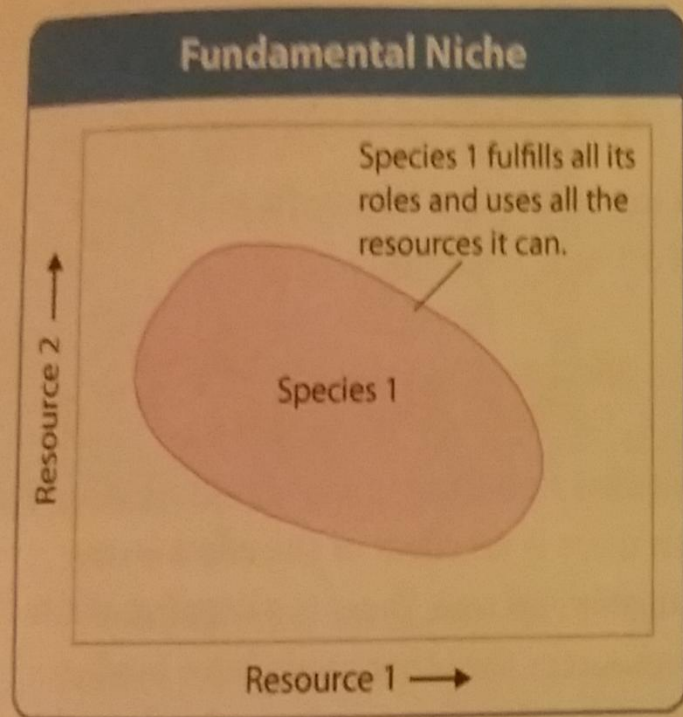 Fundamental Niche
Species 1 fulfills all its
roles and uses all the
resources it can.
Species 1
Resource 2
Resource 1